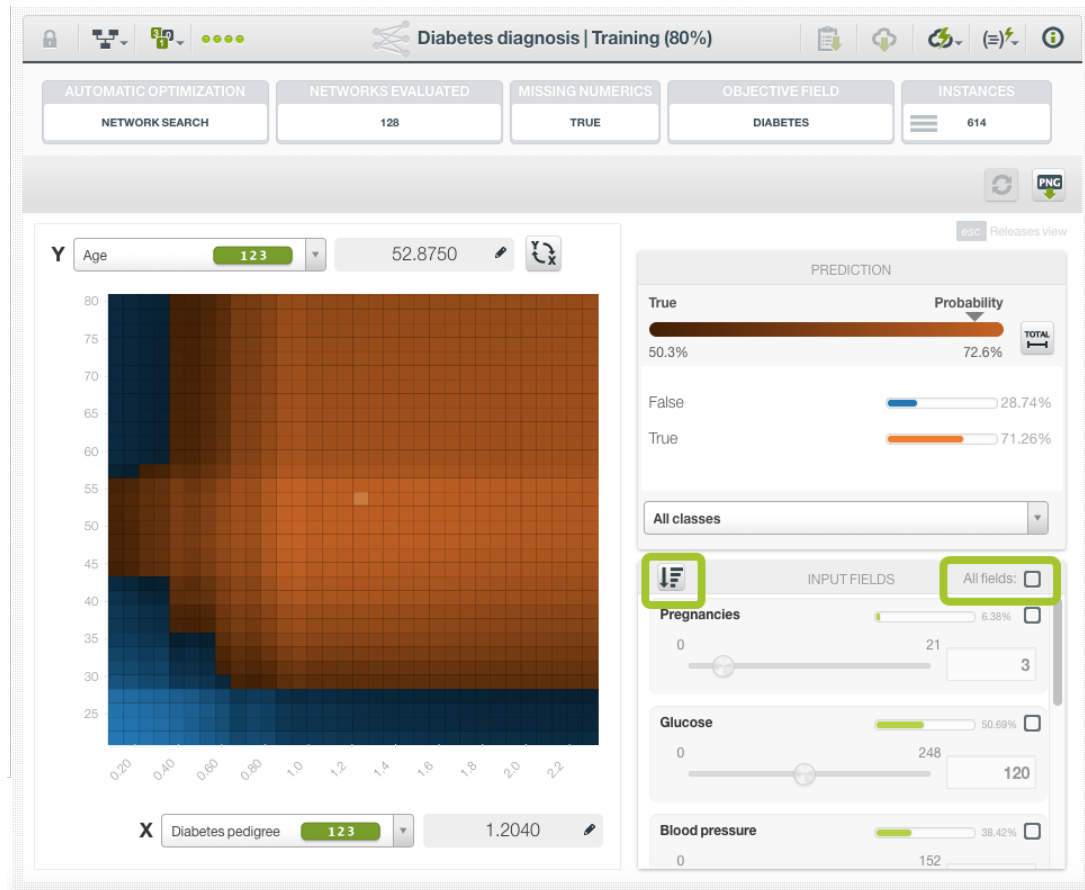 Diabetes diagnosis | Training (80%)
AUTOMATIC OPTIMIZATION NETWORKS EVALUATED MISSING NUMERICS OBJECTIVE FIELD INSTANCES
NETWORK SEARCH 128 TRUE DIABETES 614
PNG
esc Releases view
Y Age 123 52.8750 Y X
PREDICTION
True Probability
TOTAL
50.3% 72.6%
False 28.74%
True 71.26%
All classes
INPUT FIELDS All fields:
Pregnancies 6.38%
0 21
3
Glucose 50.69%
0 248
120
Blood pressure 38.42%
0 152
80
75
70
65
60
55
50
45
40
35
30
25
0.20 0.40 0.60 0.80 1.0 1.2 1.4 1.6 1.8 2.0 2.2
X Diabetes pedigree 123 1.2040